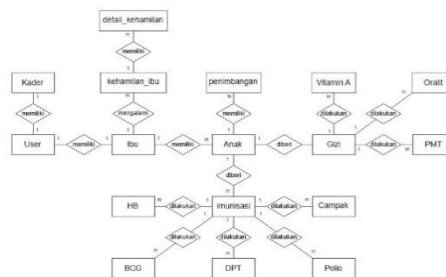 detail_kehamilan
1
memiliki
m
Kader
kehamilan_ibu
penimbangan
Vitamin A
Oralit
memiliki
mengalami
memiliki
dilakukan
dilakukan
User
memiliki
Ibu
memiliki
Anak
diberi
Gizi
dilakukan
PMT
diberi
HB
dilakukan
imunisasi
dilakukan
Campak
dilakukan
dilakukan
dilakukan
BCG
DPT
Polio